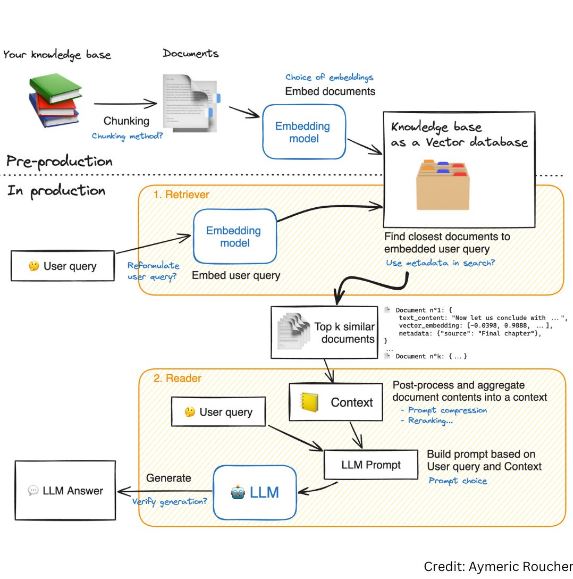 Your knowledge base
Documents
Choice of embeddings
Embed documents
Chunking
Chunking method?
Embedding
model
Knowledge base
as a Vector database
Pre-production
In production
1. Retriever
Embedding
model
🤔 User query
Reformulate
user query?
Embed user query
Find closest documents to
embedded user query
Use metadata in search?
Top k similar
documents
Document n°1: {
text_content: "Now let us conclude with ...",
vector_embedding: [-0.0398, 0.9888, ...],
metadata: {"source": "Final chapter"},
}
...
Document n°k: {...}
2. Reader
Post-process and aggregate
document contents into a context
- Prompt compression
- Reranking...
Context
🤔 User query
LLM Prompt
Build prompt based on
User query and Context
Prompt choice
Generate
Verify generation?
💬 LLM Answer
🤖 LLM
Credit: Aymeric Roucher